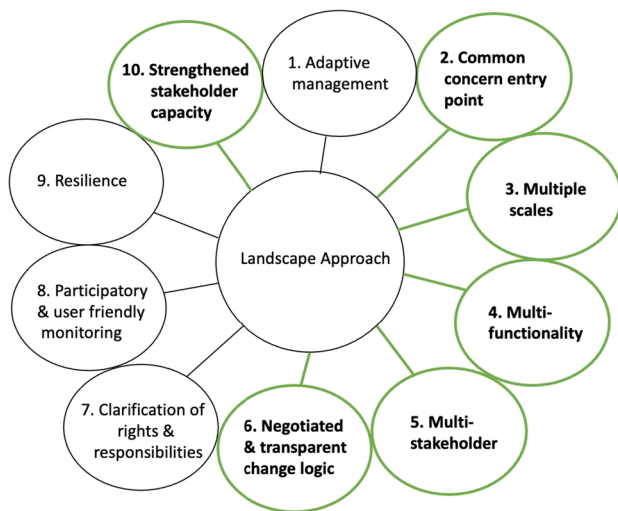 1. Adaptive
management
2. Common
concern entry
point
3. Multiple
scales
4. Multi-
functionality
5. Multi-
stakeholder
6. Negotiated
& transparent
change logic
7. Clarification of
rights &
responsibilities
8. Participatory
& user friendly
monitoring
9. Resilience
10. Strengthened
stakeholder
capacity
Landscape Approach